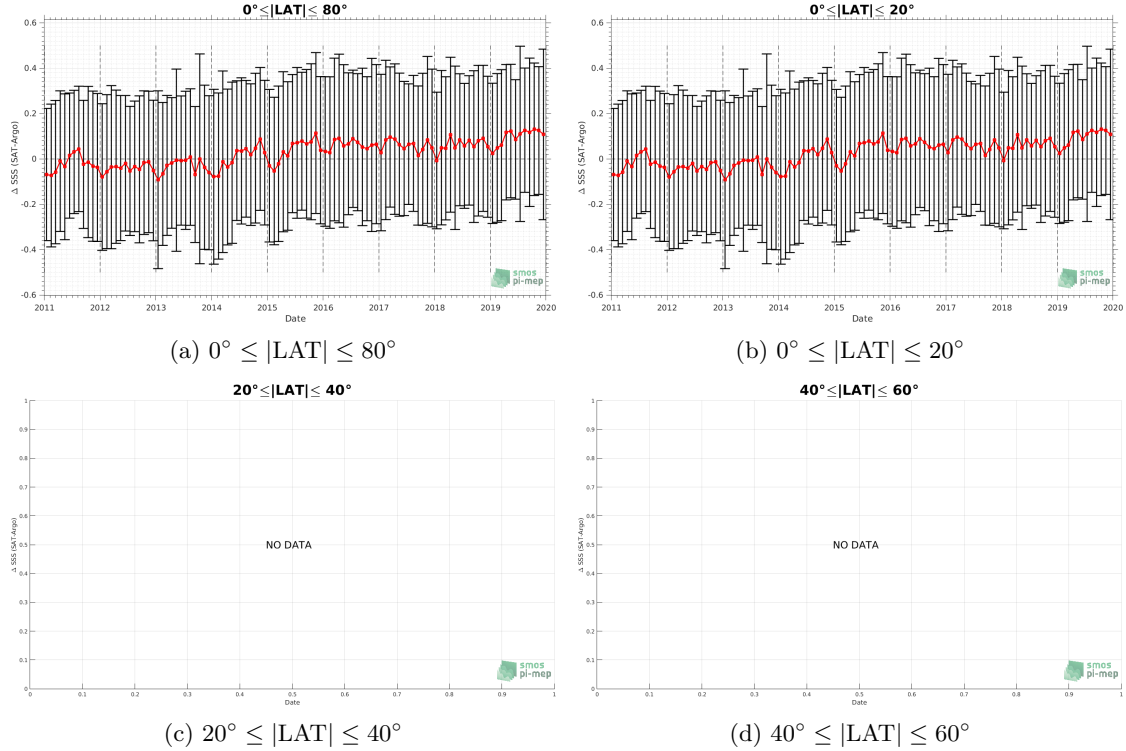 0°≤|LAT|≤ 80°
Δ SSS (SAT-Argo)
0.6
0.4
0.2
0
-0.2
-0.4
-0.6
2011 2012 2013 2014 2015 2016 2017 2018 2019 2020
Date
smos
pi-mep
(a) 0° ≤ |LAT| ≤ 80°
0°≤|LAT|≤ 20°
Δ SSS (SAT-Argo)
0.6
0.4
0.2
0
-0.2
-0.4
-0.6
2011 2012 2013 2014 2015 2016 2017 2018 2019 2020
Date
smos
pi-mep
(b) 0° ≤ |LAT| ≤ 20°
20°≤|LAT|≤ 40°
Δ SSS (SAT-Argo)
1
0.9
0.8
0.7
0.6
0.5
0.4
0.3
0.2
0.1
0
NO DATA
0 0.1 0.2 0.3 0.4 0.5 0.6 0.7 0.8 0.9 1
Date
smos
pi-mep
(c) 20° ≤ |LAT| ≤ 40°
40°≤|LAT|≤ 60°
Δ SSS (SAT-Argo)
1
0.9
0.8
0.7
0.6
0.5
0.4
0.3
0.2
0.1
0
NO DATA
0 0.1 0.2 0.3 0.4 0.5 0.6 0.7 0.8 0.9 1
Date
smos
pi-mep
(d) 40° ≤ |LAT| ≤ 60°